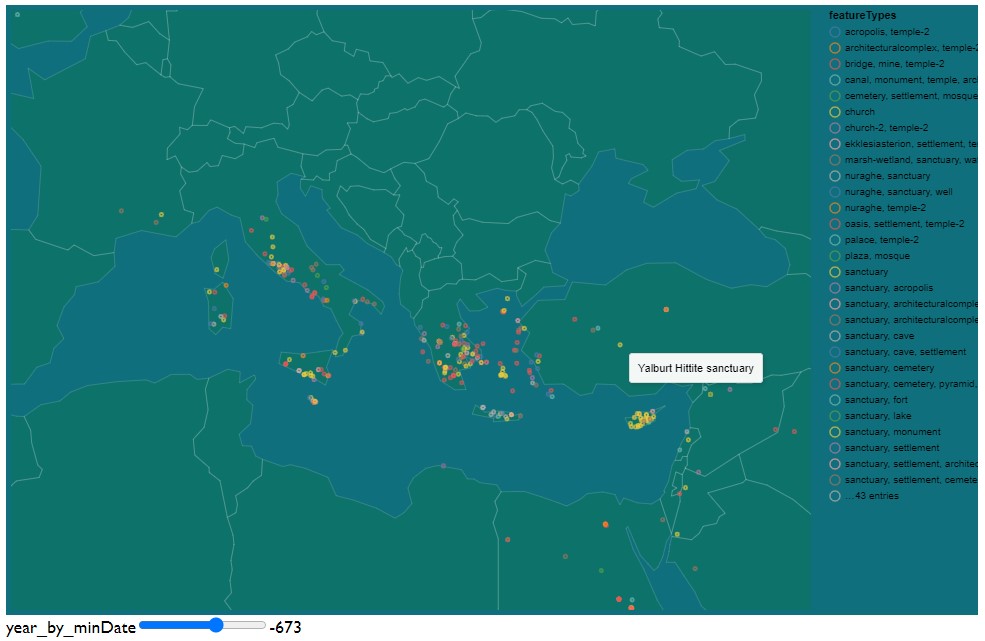 featureTypes
acropolis, temple-2
architecturalcomplex, temple-2
bridge, mine, temple-2
canal, monument, temple, arc
cemetery, settlement, mosque
church
church-2, temple-2
ekklesiasterion, settlement, te
marsh-wetland, sanctuary, wa
nuraghe, sanctuary
nuraghe, sanctuary, well
nuraghe, temple-2
oasis, settlement, temple-2
palace, temple-2
plaza, mosque
sanctuary
sanctuary, acropolis
sanctuary, architecturalcomple
sanctuary, architecturalcomple
sanctuary, cave
sanctuary, cave, settlement
sanctuary, cemetery
sanctuary, cemetery, pyramid,
sanctuary, fort
sanctuary, lake
sanctuary, monument
sanctuary, settlement
sanctuary, settlement, architec
sanctuary, settlement, cemete
...43 entries
Yalburt Hittite sanctuary
year_by_minDate -673